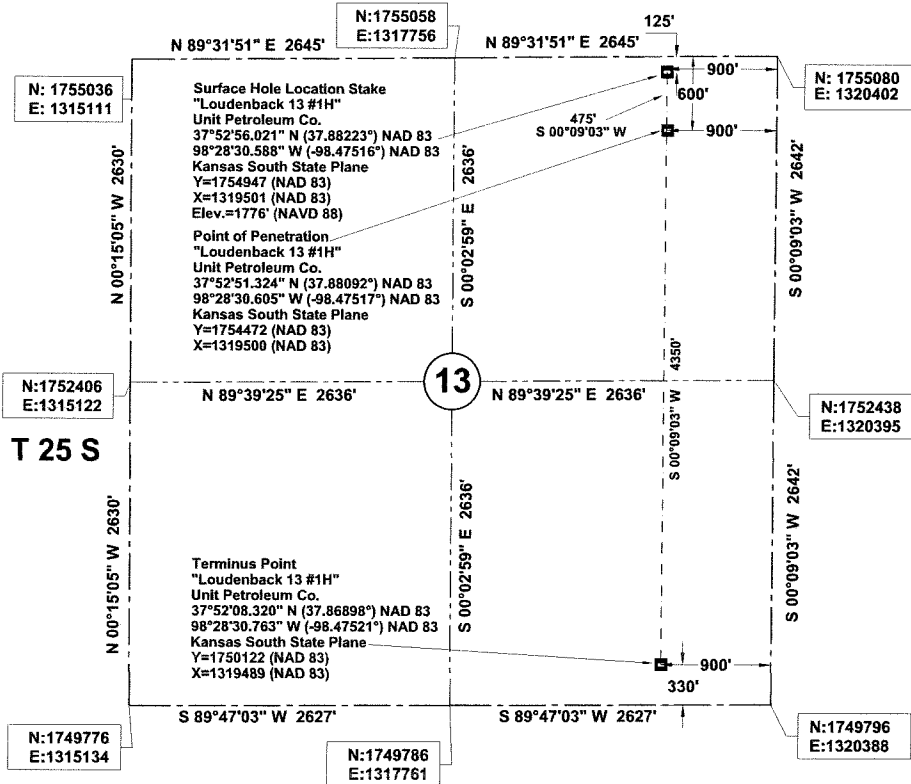 N:1755058
E:1317756
125'
N 89°31'51" E 2645'
N 89°31'51" E 2645'
N: 1755036
E: 1315111
900'
N: 1755080
E: 1320402
600'
475'
S 00°09'03" W
900'
Surface Hole Location Stake
"Loudenback 13 #1H"
Unit Petroleum Co.
37°52'56.021" N (37.88223°) NAD 83
98°28'30.588" W (-98.47516°) NAD 83
Kansas South State Plane
Y=1754947 (NAD 83)
X=1319501 (NAD 83)
Elev.=1776' (NAVD 88)
Point of Penetration
"Loudenback 13 #1H"
Unit Petroleum Co.
37°52'51.324" N (37.88092°) NAD 83
98°28'30.605" W (-98.47517°) NAD 83
Kansas South State Plane
Y=1754472 (NAD 83)
X=1319500 (NAD 83)
N 00°15'05" W 2630'
S 00°02'59" E 2636'
S 00°09'03" W 2642'
4350'
S 00°09'03" W
N:1752406
E:1315122
13
N 89°39'25" E 2636'
N 89°39'25" E 2636'
N:1752438
E:1320395
T 25 S
N 00°15'05" W 2630'
S 00°02'59" E 2636'
S 00°09'03" W 2642'
Terminus Point
"Loudenback 13 #1H"
Unit Petroleum Co.
37°52'08.320" N (37.86898°) NAD 83
98°28'30.763" W (-98.47521°) NAD 83
Kansas South State Plane
Y=1750122 (NAD 83)
X=1319489 (NAD 83)
900'
330'
S 89°47'03" W 2627'
S 89°47'03" W 2627'
N:1749776
E:1315134
N:1749786
E:1317761
N:1749796
E:1320388